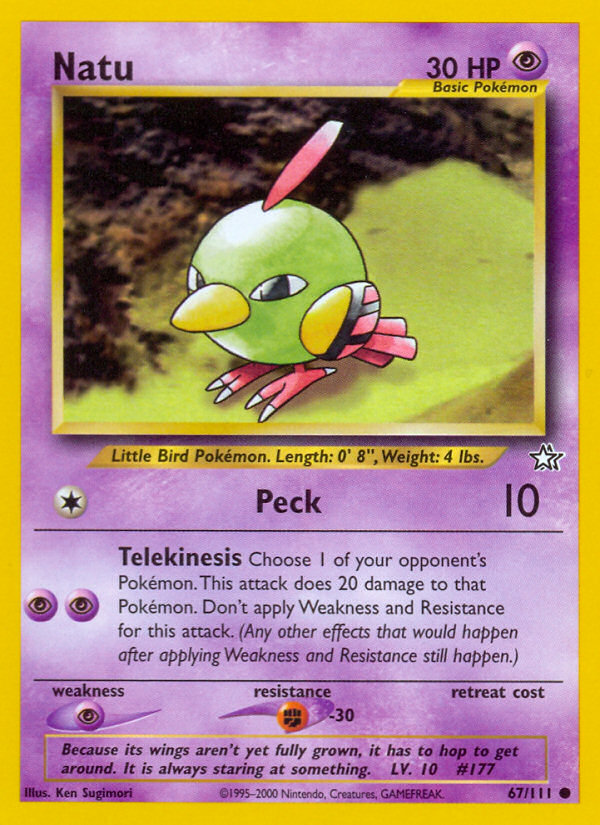 Natu
30 HP
Basic Pokémon
Little Bird Pokémon. Length: 0' 8", Weight: 4 lbs.
Peck 10
Telekinesis Choose 1 of your opponent's
Pokémon. This attack does 20 damage to that
Pokémon. Don't apply Weakness and Resistance
for this attack. (Any other effects that would happen
after applying Weakness and Resistance still happen.)
weakness resistance retreat cost
-30
Because its wings aren't yet fully grown, it has to hop to get
around. It is always staring at something. LV. 10 #177
Illus. Ken Sugimori ©1995–2000 Nintendo, Creatures, GAMEFREAK. 67/111